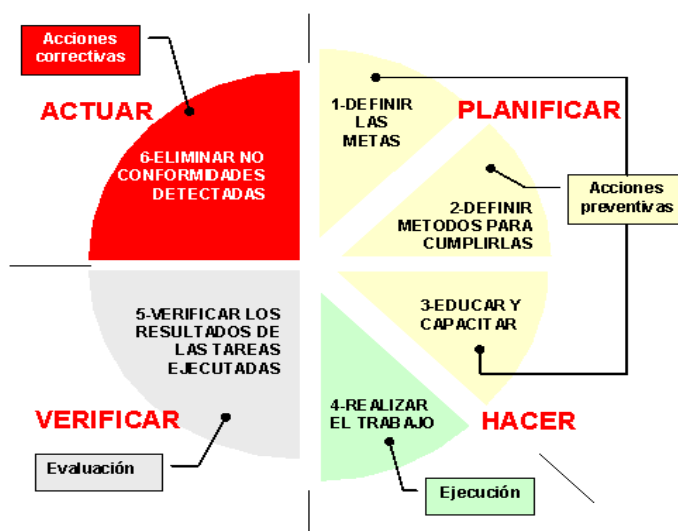 Acciones
correctivas
ACTUAR
6-ELIMINAR NO
CONFORMIDADES
DETECTADAS
1-DEFINIR
LAS
METAS
PLANIFICAR
2-DEFINIR
METODOS PARA
CUMPLIRLAS
Acciones
preventivas
3-EDUCAR Y
CAPACITAR
HACER
4-REALIZAR
EL TRABAJO
Ejecución
5-VERIFICAR LOS
RESULTADOS DE
LAS TAREAS
EJECUTADAS
VERIFICAR
Evaluación